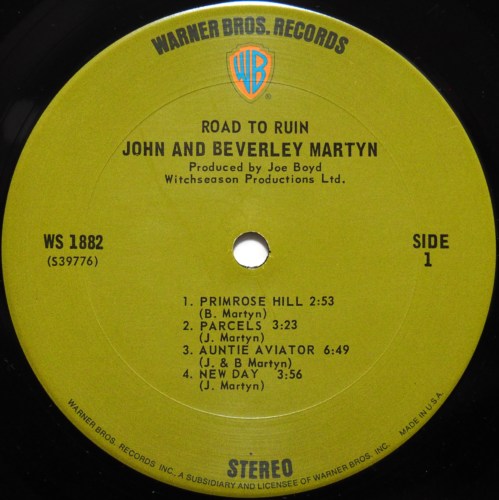 WARNER BROS. RECORDS
WB
®
ROAD TO RUIN
JOHN AND BEVERLEY MARTYN
Produced by Joe Boyd
Witchseason Productions Ltd.
WS 1882
(S39776)
SIDE
1
1. PRIMROSE HILL 2:53
(B. Martyn)
2. PARCELS 3:23
(J. Martyn)
3. AUNTIE AVIATOR 6:49
(J. & B Martyn)
4. NEW DAY 3:56
(J. Martyn)
STEREO
WARNER BROS. RECORDS INC., A SUBSIDIARY AND LICENSEE OF WARNER BROS. INC. MADE IN U.S.A.